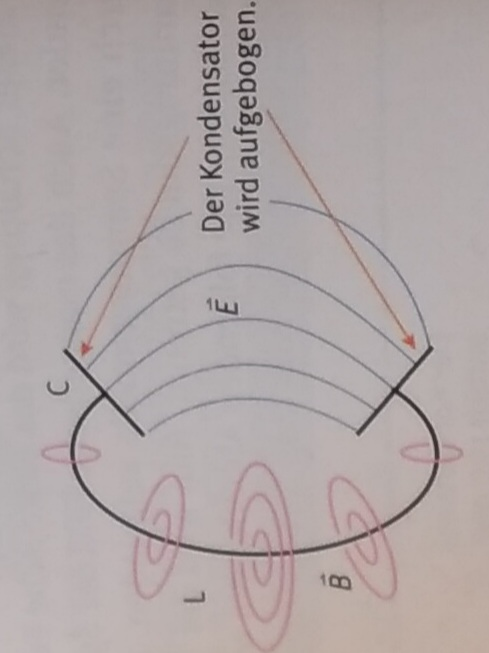 C
Der Kondensator
wird aufgebogen.
E⃗
L
B⃗